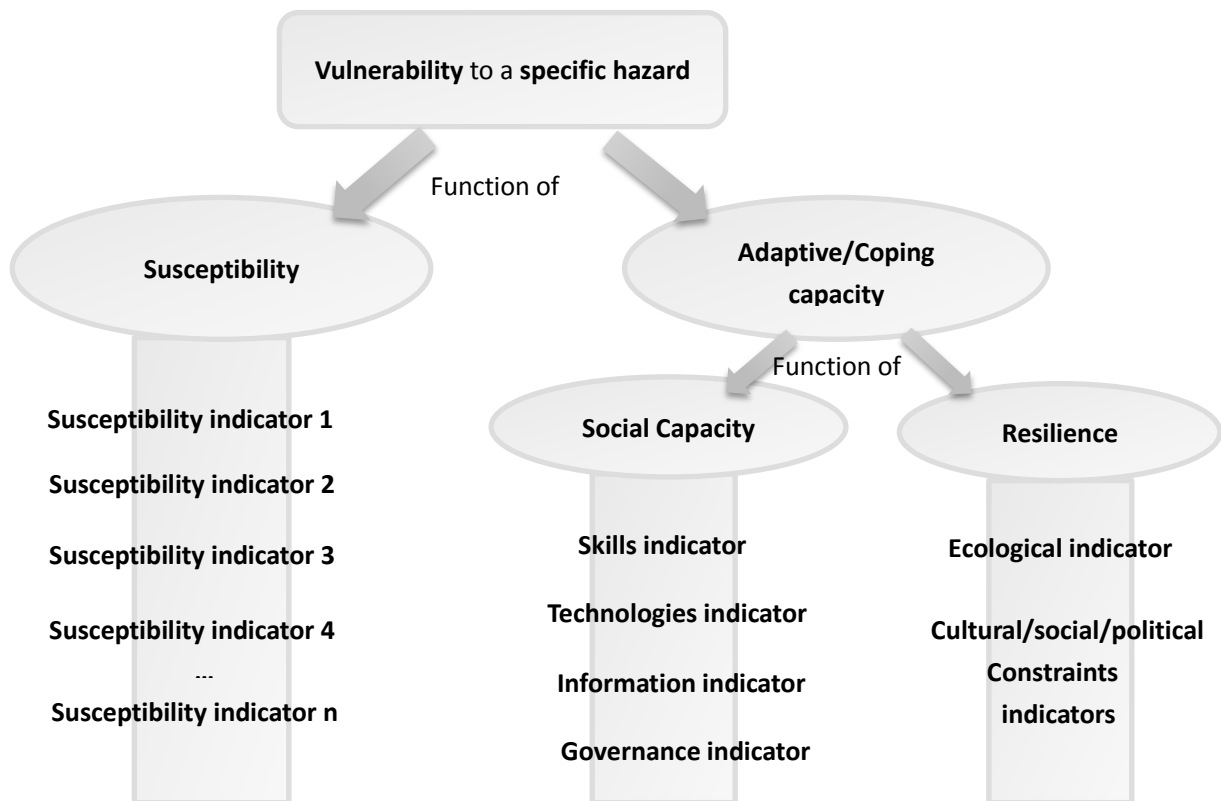 Vulnerability to a specific hazard
Function of
Susceptibility
Adaptive/Coping
capacity
Function of
Susceptibility indicator 1
Susceptibility indicator 2
Susceptibility indicator 3
Susceptibility indicator 4
...
Susceptibility indicator n
Social Capacity
Skills indicator
Technologies indicator
Information indicator
Governance indicator
Resilience
Ecological indicator
Cultural/social/political
Constraints
indicators